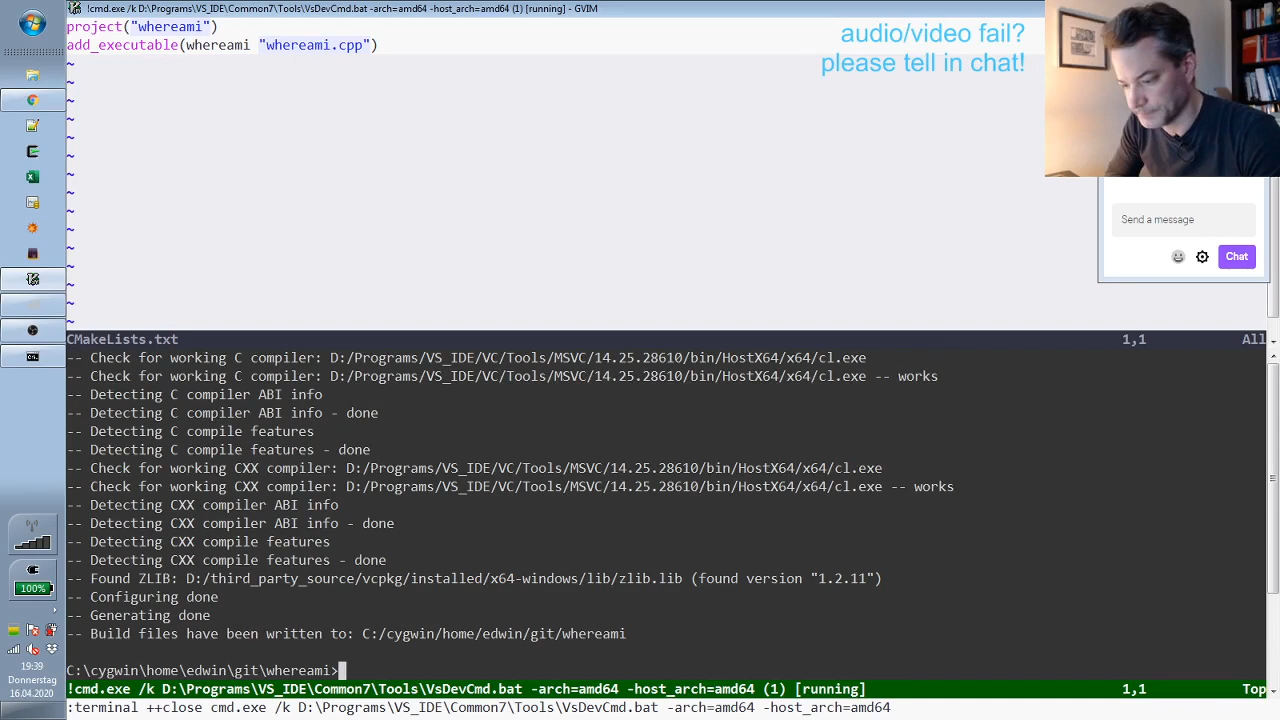 !cmd.exe /k D:\Programs\VS_IDE\Common7\Tools\VsDevCmd.bat -arch=amd64 -host_arch=amd64 (1) [running] - GVIM
project("whereami")
add_executable(whereami "whereami.cpp")
~
~
~
~
~
~
~
~
~
~
~
~
~
~
audio/video fail?
please tell in chat!
Send a message
Chat
CMakeLists.txt 1,1 All
-- Check for working C compiler: D:/Programs/VS_IDE/VC/Tools/MSVC/14.25.28610/bin/HostX64/x64/cl.exe
-- Check for working C compiler: D:/Programs/VS_IDE/VC/Tools/MSVC/14.25.28610/bin/HostX64/x64/cl.exe -- works
-- Detecting C compiler ABI info
-- Detecting C compiler ABI info - done
-- Detecting C compile features
-- Detecting C compile features - done
-- Check for working CXX compiler: D:/Programs/VS_IDE/VC/Tools/MSVC/14.25.28610/bin/HostX64/x64/cl.exe
-- Check for working CXX compiler: D:/Programs/VS_IDE/VC/Tools/MSVC/14.25.28610/bin/HostX64/x64/cl.exe -- works
-- Detecting CXX compiler ABI info
-- Detecting CXX compiler ABI info - done
-- Detecting CXX compile features
-- Detecting CXX compile features - done
-- Found ZLIB: D:/third_party_source/vcpkg/installed/x64-windows/lib/zlib.lib (found version "1.2.11")
-- Configuring done
-- Generating done
-- Build files have been written to: C:/cygwin/home/edwin/git/whereami
C:\cygwin\home\edwin\git\whereami>
!cmd.exe /k D:\Programs\VS_IDE\Common7\Tools\VsDevCmd.bat -arch=amd64 -host_arch=amd64 (1) [running] 1,1 Top
:terminal ++close cmd.exe /k D:\Programs\VS_IDE\Common7\Tools\VsDevCmd.bat -arch=amd64 -host_arch=amd64
100%
19:39
Donnerstag
16.04.2020